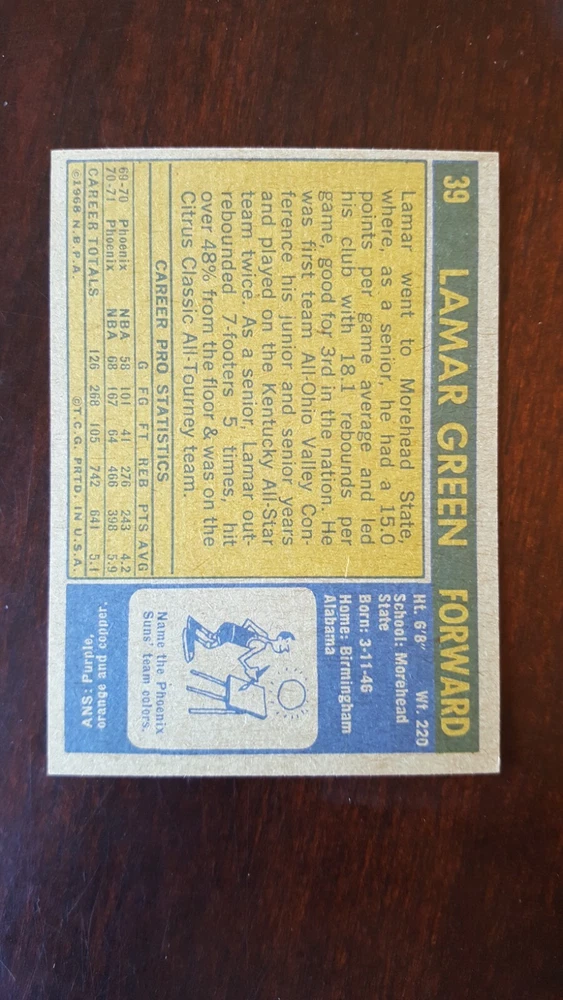 39 LAMAR GREEN FORWARD
Lamar went to Morehead State,
where, as a senior, he had a 15.0
points per game average and led
his club with 18.1 rebounds per
game, good for 3rd in the nation. He
was first team All-Ohio Valley Con-
ference his junior and senior years
and played on the Kentucky All-Star
team twice. As a senior, Lamar out-
rebounded 7-footers 5 times, hit
over 48% from the floor & was on the
Citrus Classic All-Tourney team.
CAREER PRO STATISTICS
G FG FT REB PTS AVG
69-70 Phoenix NBA 58 101 41 276 243 4.2
70-71 Phoenix NBA 68 167 64 466 398 5.9
CAREER TOTALS 126 268 105 742 641 5.1
©1968 N.B.P.A. ©T.C.G. PRTD. IN U.S.A.
Ht. 6'8" Wt. 220
School: Morehead
State
Born: 3-11-46
Home: Birmingham
Alabama
Name the Phoenix
Suns' team colors.
ANS: Purple,
orange and copper.